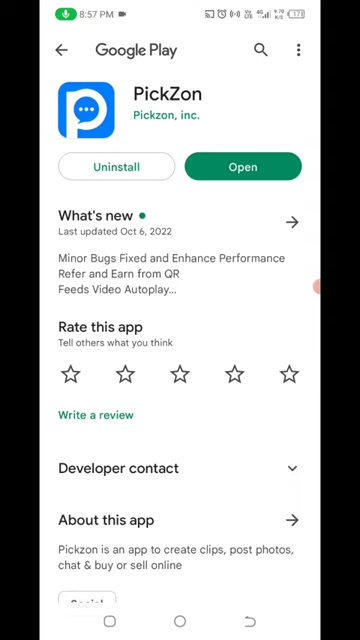 8:57 PM
Google Play
PickZon
Pickzon, inc.
Uninstall
Open
What's new
Last updated Oct 6, 2022
Minor Bugs Fixed and Enhance Performance
Refer and Earn from QR
Feeds Video Autoplay...
Rate this app
Tell others what you think
Write a review
Developer contact
About this app
Pickzon is an app to create clips, post photos,
chat & buy or sell online
Social